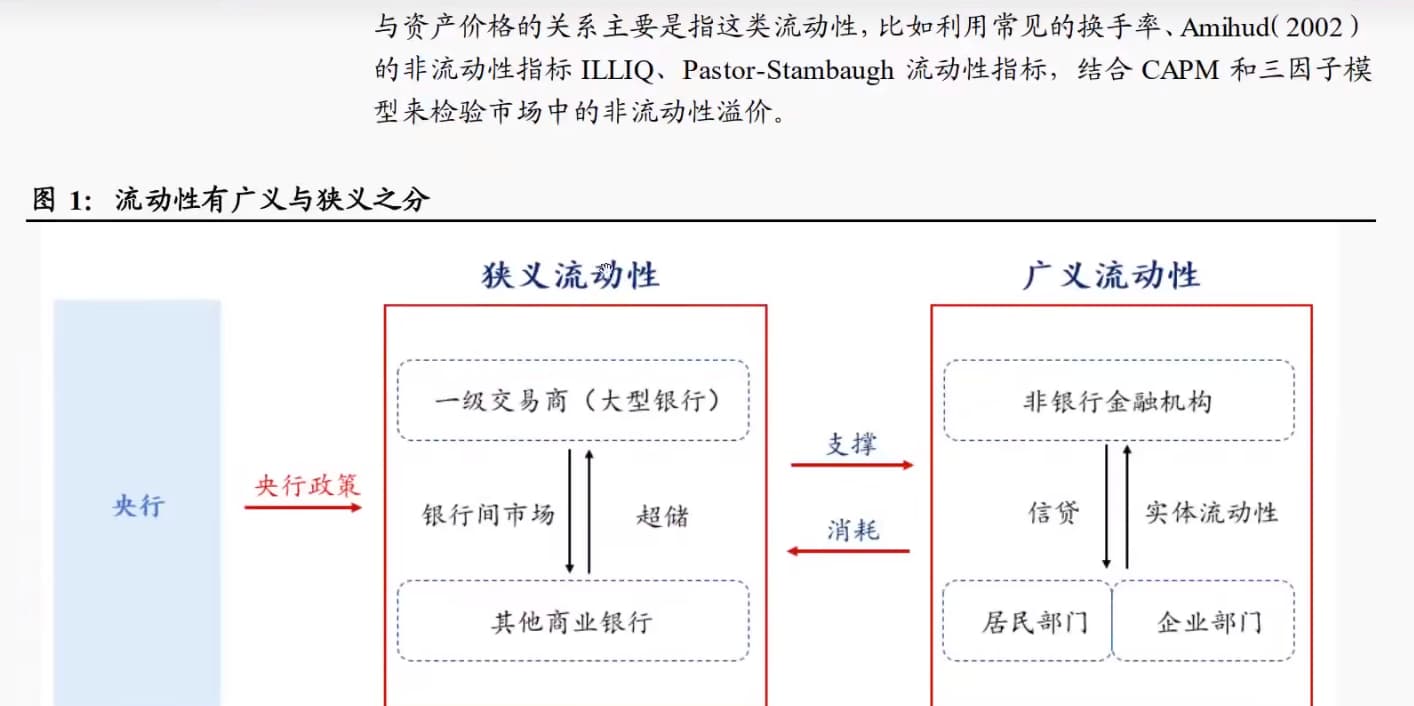 与资产价格的关系主要是指这类流动性，比如利用常见的换手率、Amihud（2002）
的非流动性指标 ILLIQ、Pastor-Stambaugh 流动性指标，结合 CAPM 和三因子模
型来检验市场中的非流动性溢价。
图 1：流动性有广义与狭义之分
狭义流动性
广义流动性
一级交易商（大型银行）
非银行金融机构
支撑
央行政策
央行
银行间市场
超储
消耗
信贷
实体流动性
其他商业银行
居民部门
企业部门